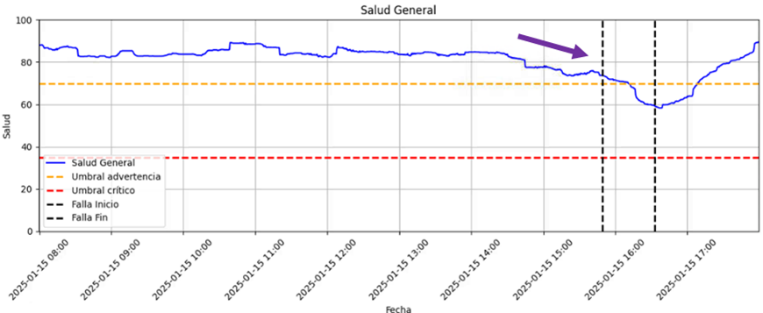 Salud General
100
80
60
40
20
0
Salud
Salud General
Umbral advertencia
Umbral crítico
Falla Inicio
Falla Fin
2025-01-15 08:00
2025-01-15 09:00
2025-01-15 10:00
2025-01-15 11:00
2025-01-15 12:00
2025-01-15 13:00
2025-01-15 14:00
2025-01-15 15:00
2025-01-15 16:00
2025-01-15 17:00
Fecha